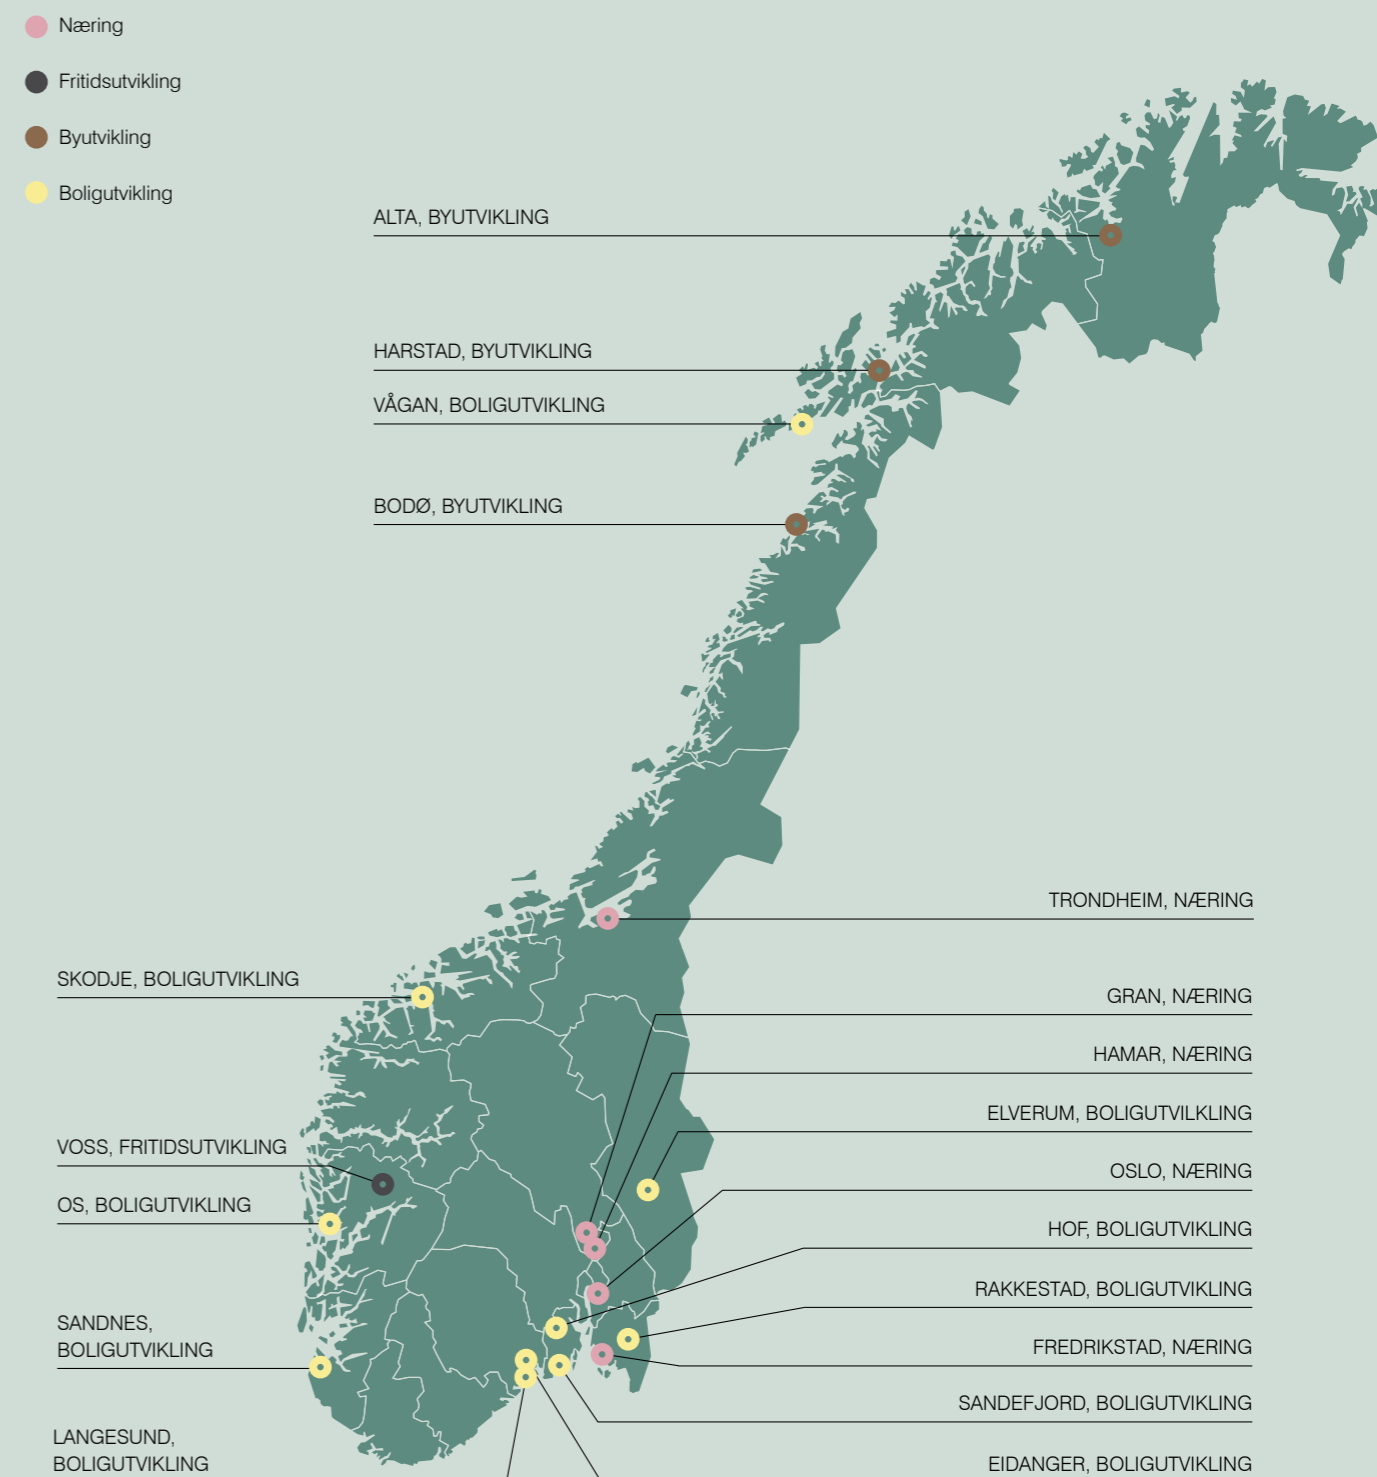 Næring
Fritidsutvikling
Byutvikling
Boligutvikling
ALTA, BYUTVIKLING
HARSTAD, BYUTVIKLING
VÅGAN, BOLIGUTVIKLING
BODØ, BYUTVIKLING
TRONDHEIM, NÆRING
SKODJE, BOLIGUTVIKLING
GRAN, NÆRING
HAMAR, NÆRING
ELVERUM, BOLIGUTVILKLING
VOSS, FRITIDSUTVIKLING
OSLO, NÆRING
OS, BOLIGUTVIKLING
HOF, BOLIGUTVIKLING
RAKKESTAD, BOLIGUTVIKLING
SANDNES,
BOLIGUTVIKLING
FREDRIKSTAD, NÆRING
SANDEFJORD, BOLIGUTVIKLING
LANGESUND,
BOLIGUTVIKLING
EIDANGER, BOLIGUTVIKLING